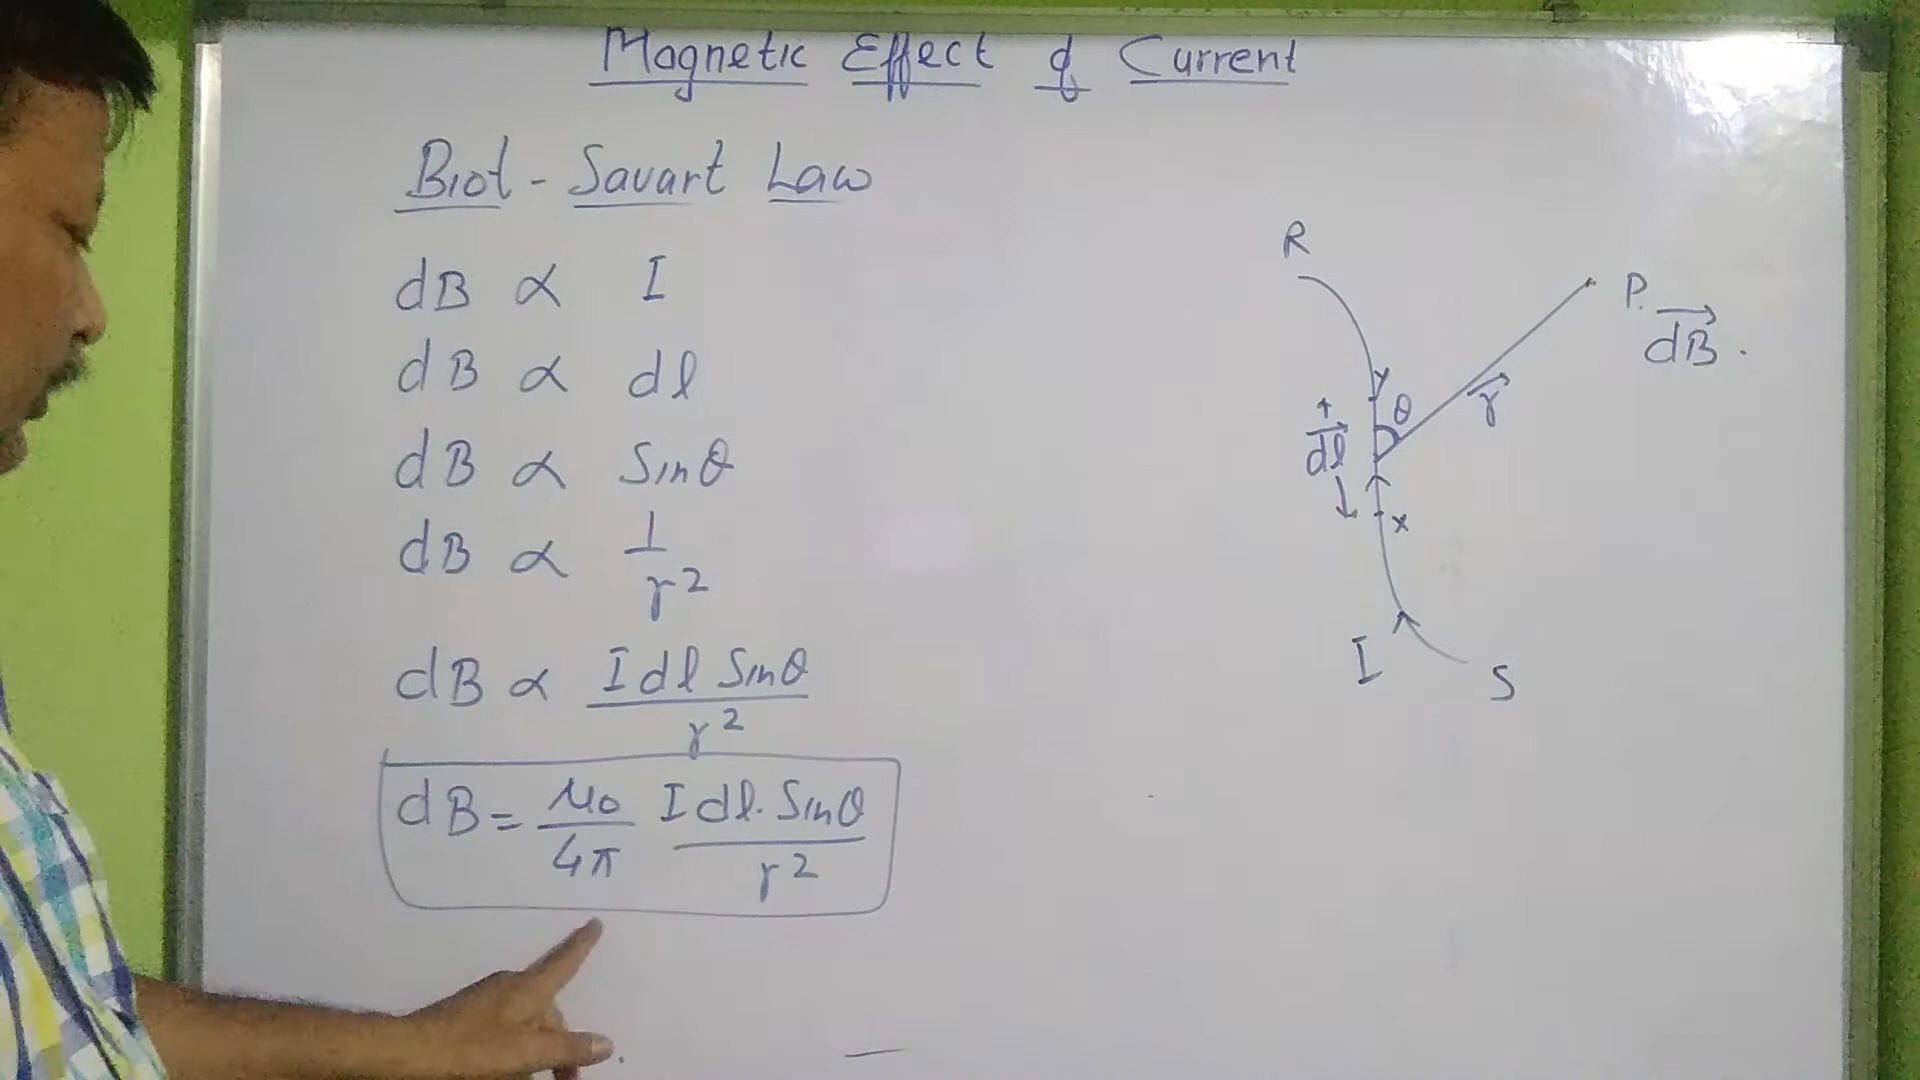 Magnetic Effect of Current
Biot - Savart Law
dB ∝ I
dB ∝ dl
dB ∝ Sinθ
dB ∝ 1/r²
dB ∝ I dl Sinθ / r²
dB = μ₀/4π I dl. Sinθ / r²
R
P.
→dB.
y
θ
→r
→dl
x
I
S